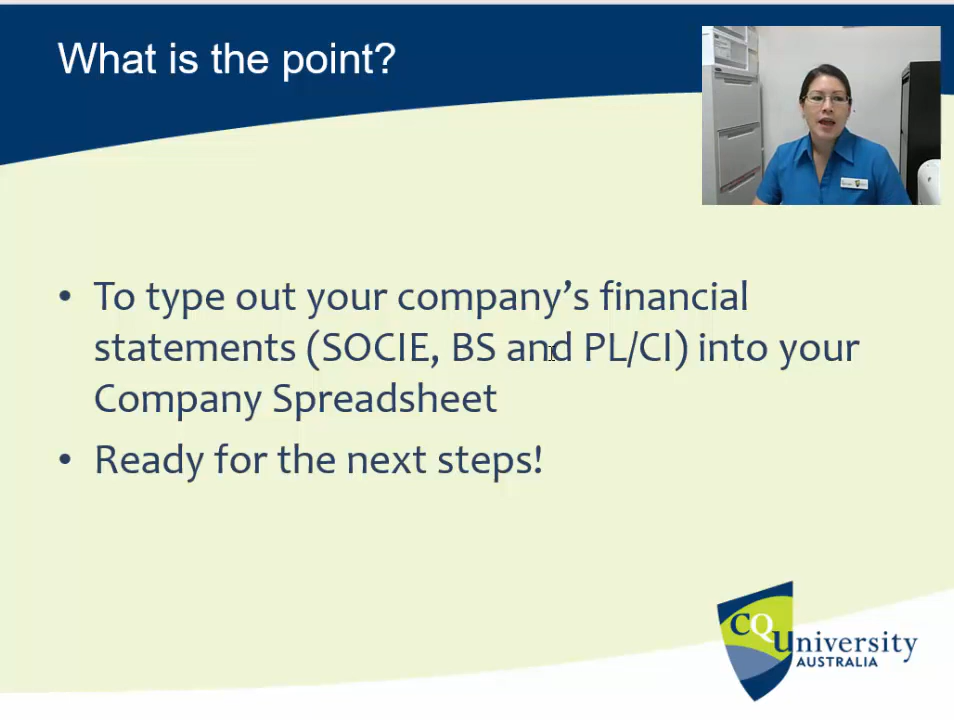 What is the point?
• To type out your company’s financial
statements (SOCIE, BS and PL/CI) into your
Company Spreadsheet
• Ready for the next steps!
CQUniversity
AUSTRALIA